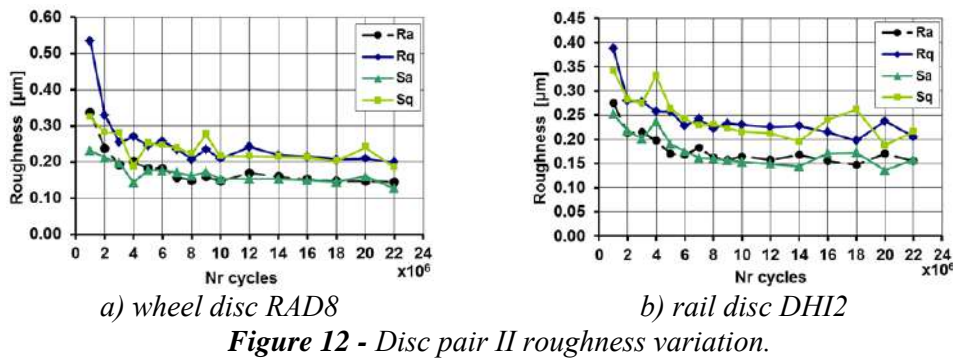 0.60
0.50
0.40
0.30
0.20
0.10
0.00
Roughness [µm]
Ra
Rq
Sa
Sq
0 2 4 6 8 10 12 14 16 18 20 22 24
x10⁶
Nr cycles
0.45
0.40
0.35
0.30
0.25
0.20
0.15
0.10
0.05
0.00
Roughness [µm]
Ra
Rq
Sa
Sq
0 2 4 6 8 10 12 14 16 18 20 22 24
x10⁶
Nr cycles
a) wheel disc RAD8
b) rail disc DHI2
Figure 12 - Disc pair II roughness variation.